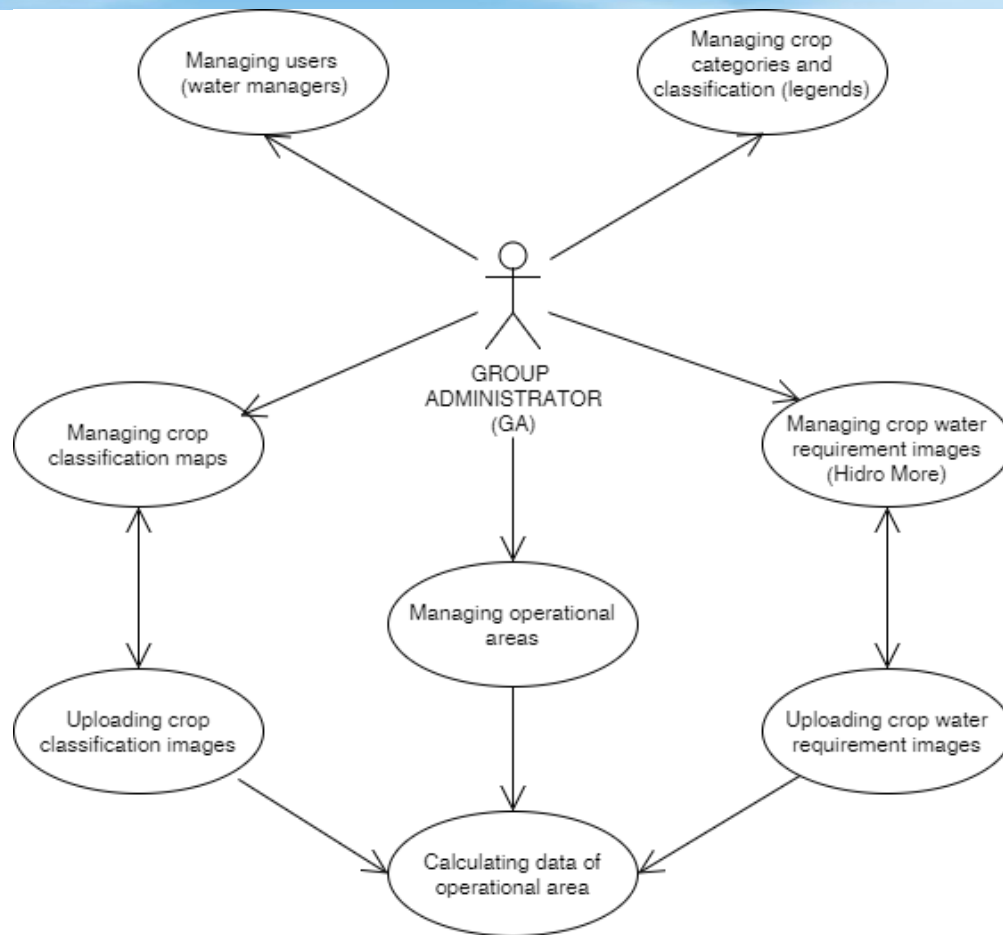 Managing users
(water managers)
Managing crop
categories and
classification (legends)
GROUP
ADMINISTRATOR
(GA)
Managing crop
classification maps
Managing crop water
requirement images
(Hidro More)
Managing operational
areas
Uploading crop
classification images
Uploading crop water
requirement images
Calculating data of
operational area